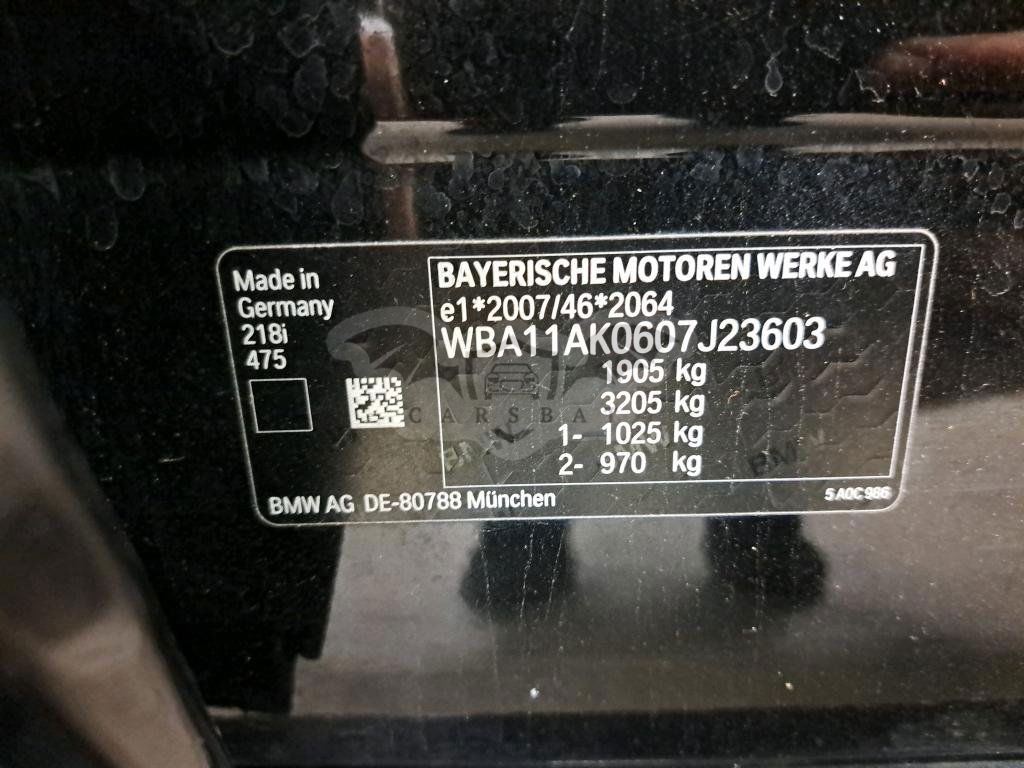 Made in
Germany
218i
475
BAYERISCHE MOTOREN WERKE AG
e1*2007/46*2064
WBA11AK0607J23603
1905 kg
3205 kg
1- 1025 kg
2- 970 kg
BMW AG DE-80788 München
5A0C986
CARSBA